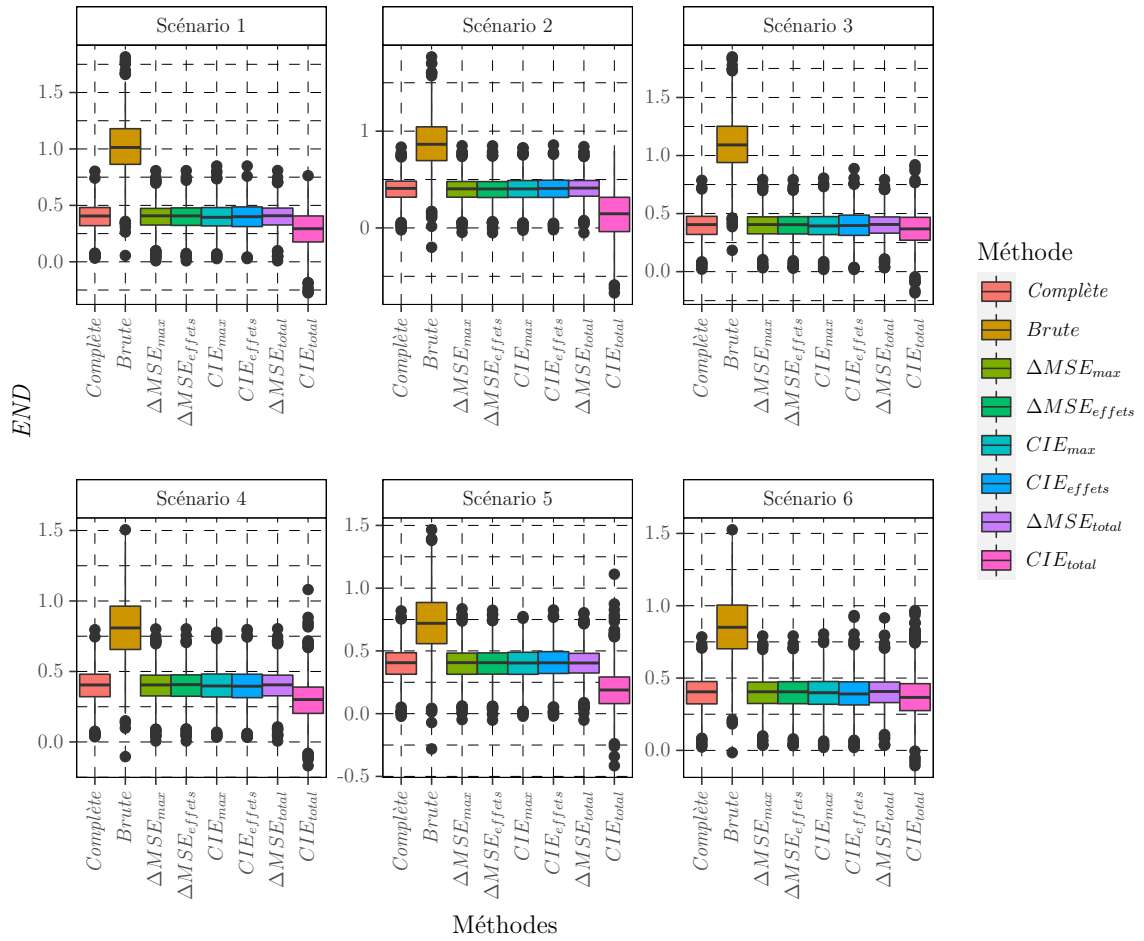 Scénario 1
Scénario 2
Scénario 3
1.5
1.0
0.5
0.0
1
0
1.5
1.0
0.5
0.0
Complète
Brute
ΔMSE_max
ΔMSE_effets
CIE_max
CIE_effets
ΔMSE_total
CIE_total
Complète
Brute
ΔMSE_max
ΔMSE_effets
CIE_max
CIE_effets
ΔMSE_total
CIE_total
Complète
Brute
ΔMSE_max
ΔMSE_effets
CIE_max
CIE_effets
ΔMSE_total
CIE_total
END
Scénario 4
Scénario 5
Scénario 6
1.5
1.0
0.5
0.0
1.5
1.0
0.5
0.0
-0.5
1.5
1.0
0.5
0.0
Complète
Brute
ΔMSE_max
ΔMSE_effets
CIE_max
CIE_effets
ΔMSE_total
CIE_total
Complète
Brute
ΔMSE_max
ΔMSE_effets
CIE_max
CIE_effets
ΔMSE_total
CIE_total
Complète
Brute
ΔMSE_max
ΔMSE_effets
CIE_max
CIE_effets
ΔMSE_total
CIE_total
Méthodes
Méthode
Complète
Brute
ΔMSE_max
ΔMSE_effets
CIE_max
CIE_effets
ΔMSE_total
CIE_total